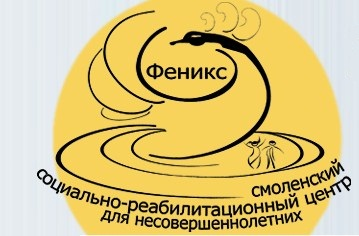 Феникс
смоленский
социально-реабилитационный центр
для несовершеннолетних